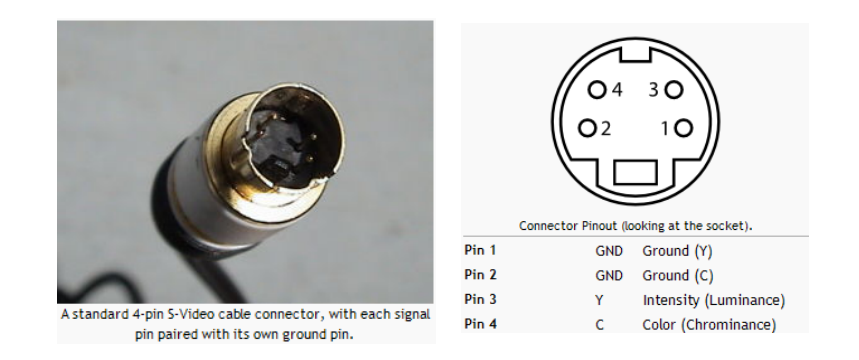 A standard 4-pin S-Video cable connector, with each signal
pin paired with its own ground pin.
4 3
2 1
Connector Pinout (looking at the socket).
Pin 1 GND Ground (Y)
Pin 2 GND Ground (C)
Pin 3 Y Intensity (Luminance)
Pin 4 C Color (Chrominance)